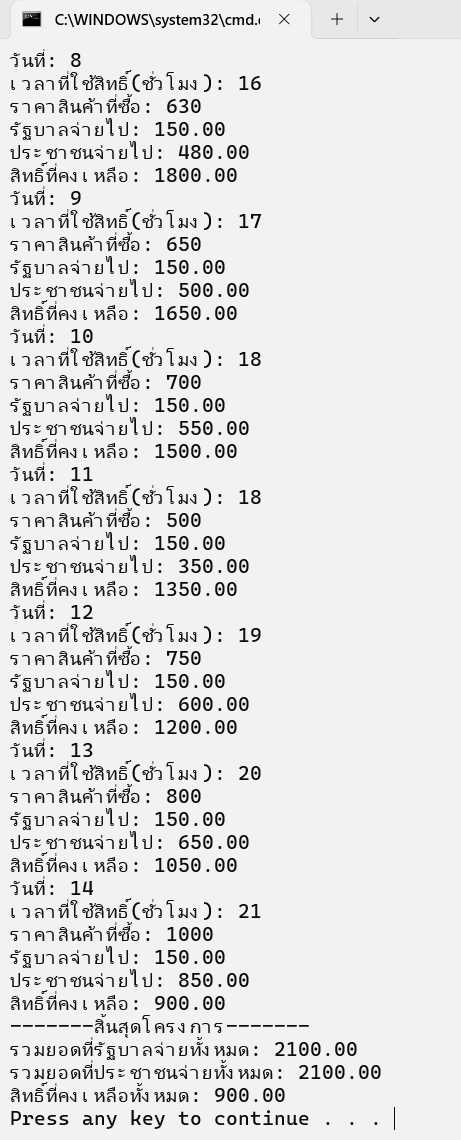 C:\WINDOWS\system32\cmd.e
วันที่: 8
เวลาที่ใช้สิทธิ์(ชั่วโมง): 16
ราคาสินค้าที่ซื้อ: 630
รัฐบาลจ่ายไป: 150.00
ประชาชนจ่ายไป: 480.00
สิทธิ์ที่คงเหลือ: 1800.00
วันที่: 9
เวลาที่ใช้สิทธิ์(ชั่วโมง): 17
ราคาสินค้าที่ซื้อ: 650
รัฐบาลจ่ายไป: 150.00
ประชาชนจ่ายไป: 500.00
สิทธิ์ที่คงเหลือ: 1650.00
วันที่: 10
เวลาที่ใช้สิทธิ์(ชั่วโมง): 18
ราคาสินค้าที่ซื้อ: 700
รัฐบาลจ่ายไป: 150.00
ประชาชนจ่ายไป: 550.00
สิทธิ์ที่คงเหลือ: 1500.00
วันที่: 11
เวลาที่ใช้สิทธิ์(ชั่วโมง): 18
ราคาสินค้าที่ซื้อ: 500
รัฐบาลจ่ายไป: 150.00
ประชาชนจ่ายไป: 350.00
สิทธิ์ที่คงเหลือ: 1350.00
วันที่: 12
เวลาที่ใช้สิทธิ์(ชั่วโมง): 19
ราคาสินค้าที่ซื้อ: 750
รัฐบาลจ่ายไป: 150.00
ประชาชนจ่ายไป: 600.00
สิทธิ์ที่คงเหลือ: 1200.00
วันที่: 13
เวลาที่ใช้สิทธิ์(ชั่วโมง): 20
ราคาสินค้าที่ซื้อ: 800
รัฐบาลจ่ายไป: 150.00
ประชาชนจ่ายไป: 650.00
สิทธิ์ที่คงเหลือ: 1050.00
วันที่: 14
เวลาที่ใช้สิทธิ์(ชั่วโมง): 21
ราคาสินค้าที่ซื้อ: 1000
รัฐบาลจ่ายไป: 150.00
ประชาชนจ่ายไป: 850.00
สิทธิ์ที่คงเหลือ: 900.00
-------สิ้นสุดโครงการ-------
รวมยอดที่รัฐบาลจ่ายทั้งหมด: 2100.00
รวมยอดที่ประชาชนจ่ายทั้งหมด: 2100.00
สิทธิ์ที่คงเหลือทั้งหมด: 900.00
Press any key to continue . . .